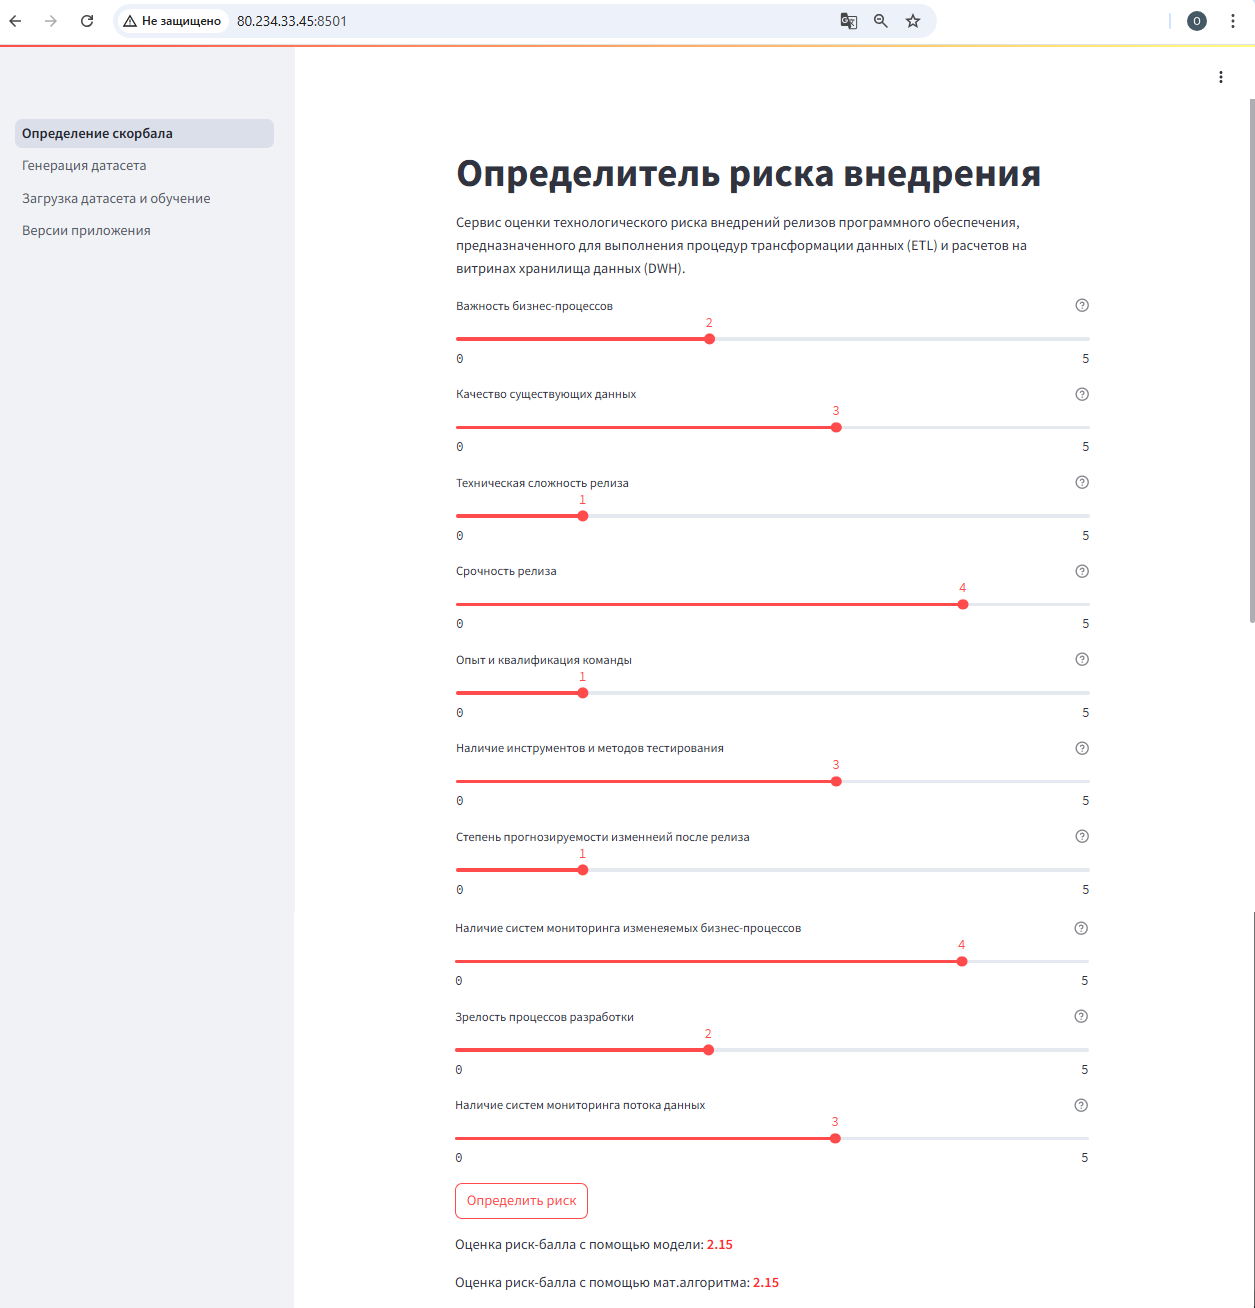 Не защищено
80.234.33.45:8501
O
Определение скорбала
Генерация датасета
Загрузка датасета и обучение
Версии приложения
Определитель риска внедрения
Сервис оценки технологического риска внедрений релизов программного обеспечения,
предназначенного для выполнения процедур трансформации данных (ETL) и расчетов на
витринах хранилища данных (DWH).
Важность бизнес-процессов
2
0 5
Качество существующих данных
3
0 5
Техническая сложность релиза
1
0 5
Срочность релиза
4
0 5
Опыт и квалификация команды
1
0 5
Наличие инструментов и методов тестирования
3
0 5
Степень прогнозируемости изменнеий после релиза
1
0 5
Наличие систем мониторинга изменеяемых бизнес-процессов
4
0 5
Зрелость процессов разработки
2
0 5
Наличие систем мониторинга потока данных
3
0 5
Определить риск
Оценка риск-балла с помощью модели: 2.15
Оценка риск-балла с помощью мат.алгоритма: 2.15